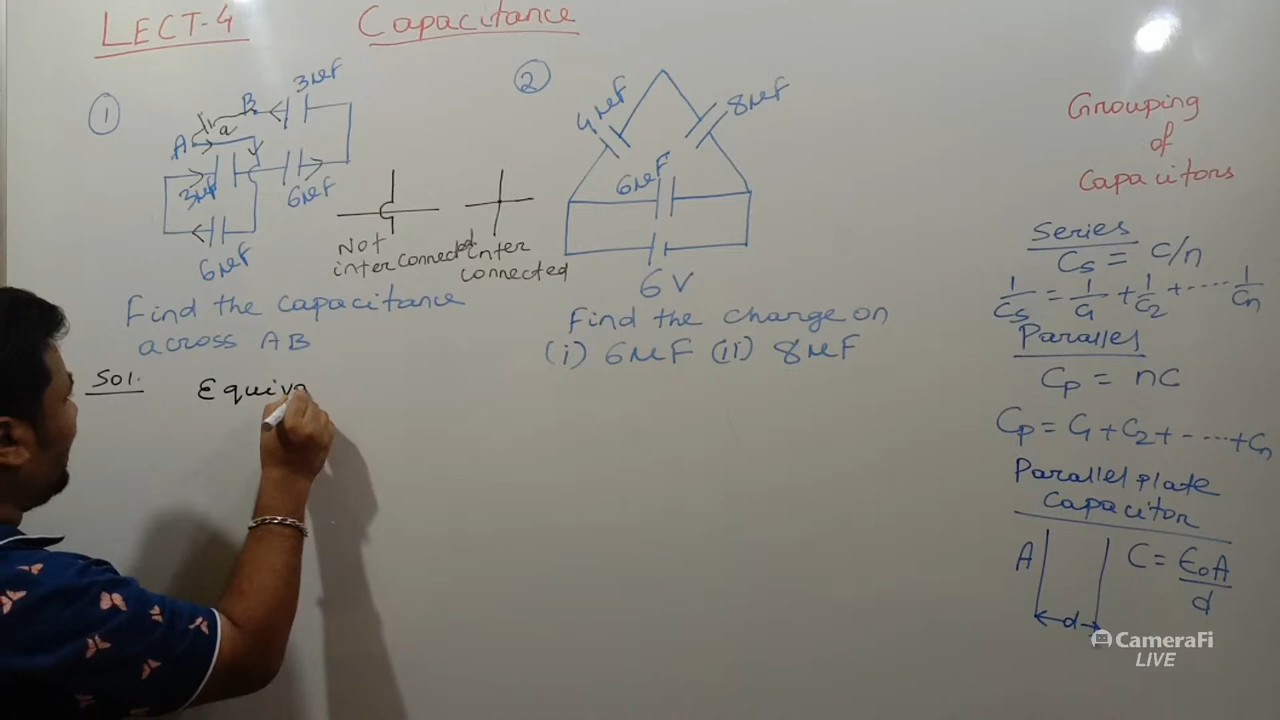 LECT-4
Capacitance
1
3μF
A
a
B
3μF
6μF
6μF
Not
interconnected
Inter
connected
Find the capacitance
across AB
Sol.
Equiva
2
4μF
8μF
6μF
6V
Find the charge on
(i) 6μF (ii) 8μF
Grouping
of
Capacitors
Series
Cs = C/n
1/Cs = 1/C1 + 1/C2 + ····· 1/Cn
Parallel
Cp = nC
Cp = C1 + C2 + - ···· + Cn
Parallel plate
Capacitor
A
d
C = ε0A/d
CameraFi
LIVE